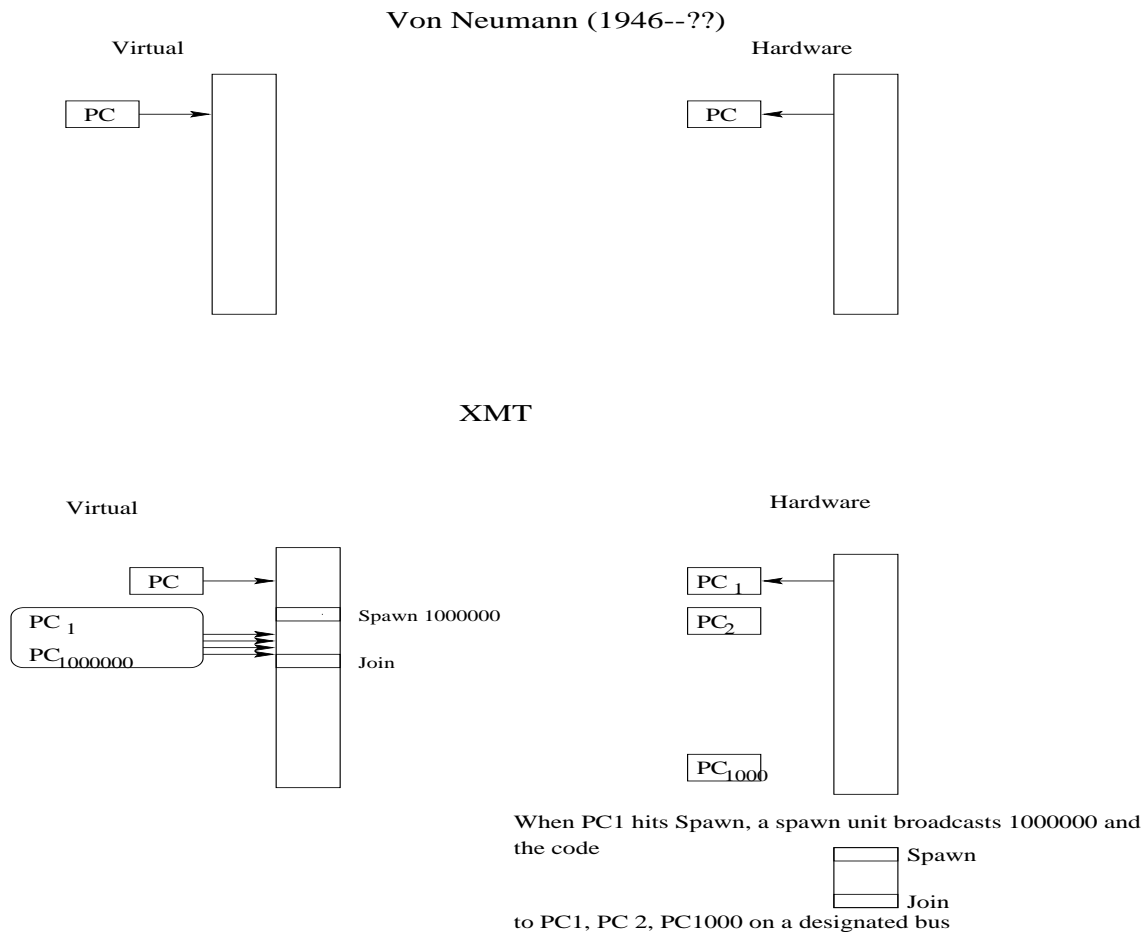 Von Neumann (1946--??)
Virtual
Hardware
PC
PC
XMT
Virtual
Hardware
PC
PC 1
PC1000000
Spawn 1000000
Join
PC 1
PC2
PC1000
When PC1 hits Spawn, a spawn unit broadcasts 1000000 and
the code
Spawn
Join
to PC1, PC 2, PC1000 on a designated bus